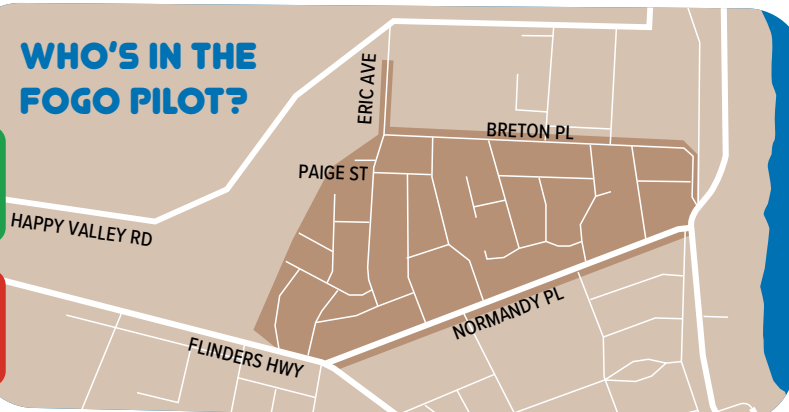 WHO'S IN THE
FOGO PILOT?
ERIC AVE
BRETON PL
PAIGE ST
HAPPY VALLEY RD
NORMANDY PL
FLINDERS HWY